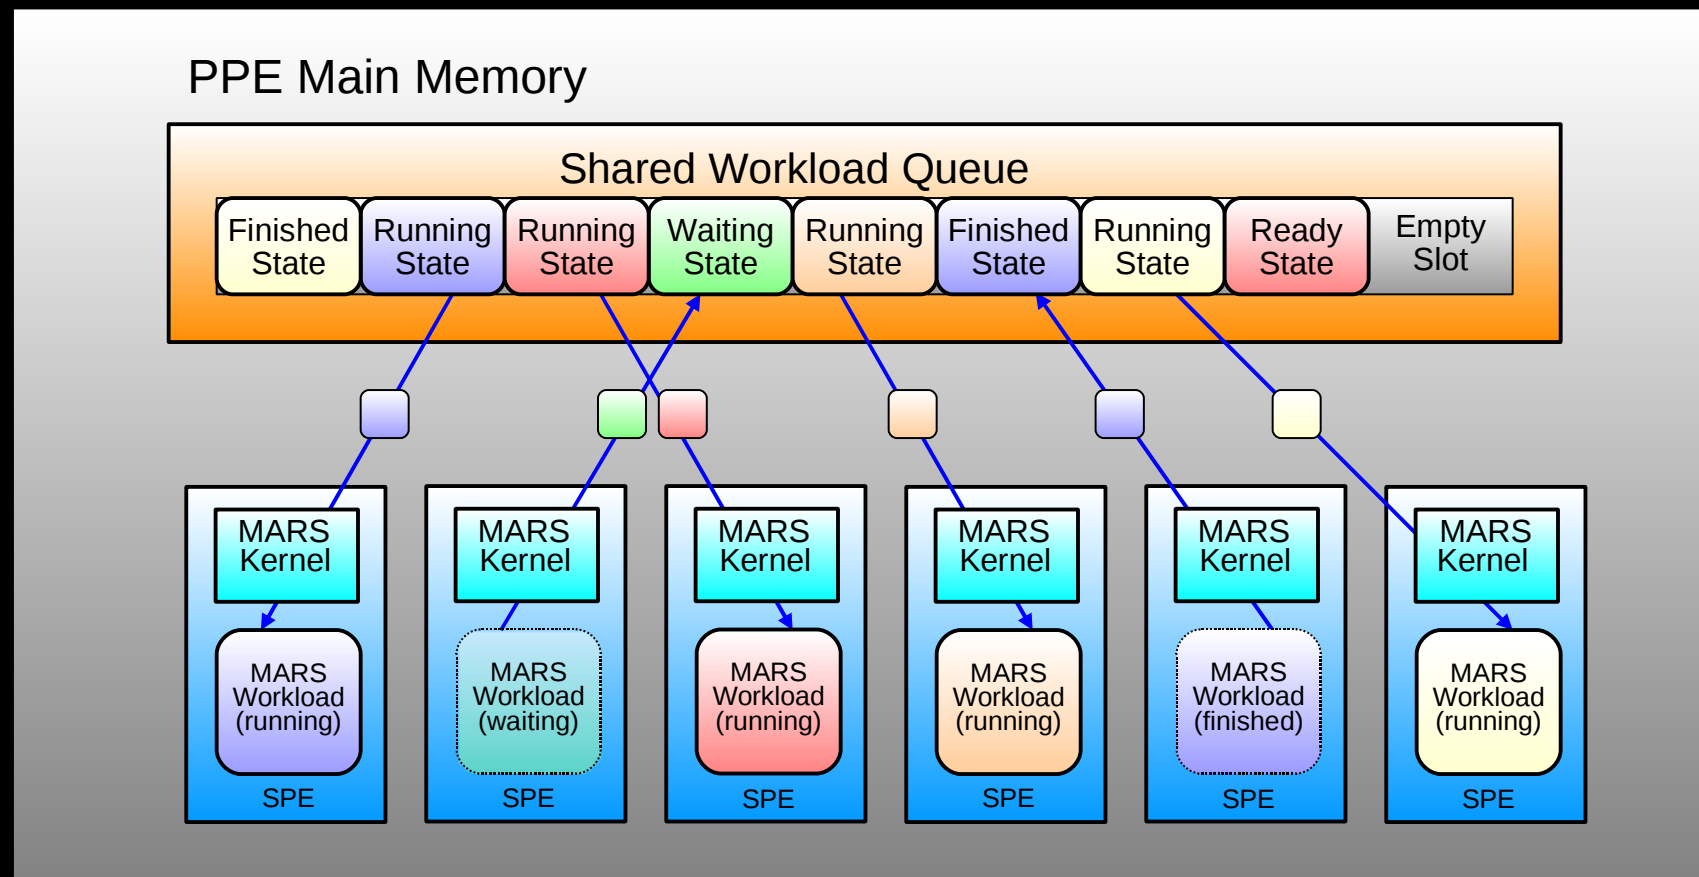 PPE Main Memory
Shared Workload Queue
Finished
State
Running
State
Running
State
Waiting
State
Running
State
Finished
State
Running
State
Ready
State
Empty
Slot
MARS
Kernel
MARS
Workload
(running)
SPE
MARS
Kernel
MARS
Workload
(waiting)
SPE
MARS
Kernel
MARS
Workload
(running)
SPE
MARS
Kernel
MARS
Workload
(running)
SPE
MARS
Kernel
MARS
Workload
(finished)
SPE
MARS
Kernel
MARS
Workload
(running)
SPE